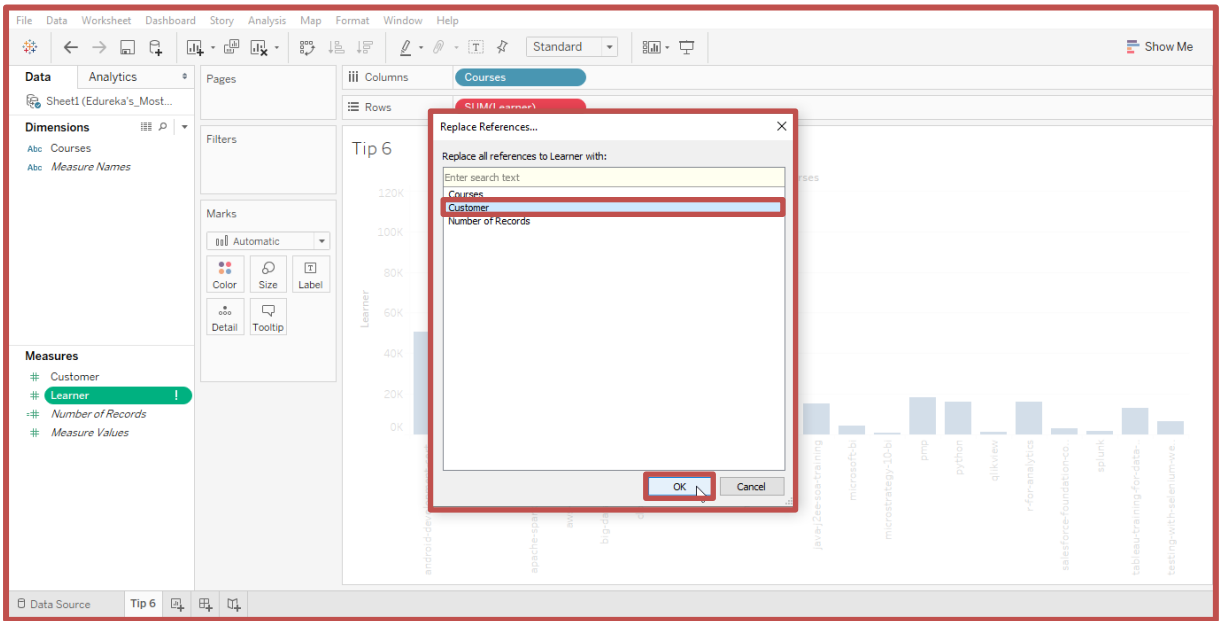 File Data Worksheet Dashboard Story Analysis Map Format Window Help
Standard
Show Me
Data Analytics
Sheet1 (Edureka's_Most...
Dimensions
Abc Courses
Abc Measure Names
Measures
# Customer
# Learner !
=# Number of Records
# Measure Values
Pages
Filters
Marks
Automatic
Color Size Label
Detail Tooltip
Columns Courses
Rows SUM(Learner)
Tip 6
Replace References...
Replace all references to Learner with:
Enter search text
Courses
Customer
Number of Records
OK Cancel
120K
100K
80K
60K
40K
20K
0K
Learner
java-j2ee-soa-training
microsoft-bi
microstrategy-10-bi
pmp
python
qlikview
r-for-analytics
salesforce-foundation-co..
splunk
tableau-training-for-data-..
testing-with-selenium-we..
Data Source Tip 6